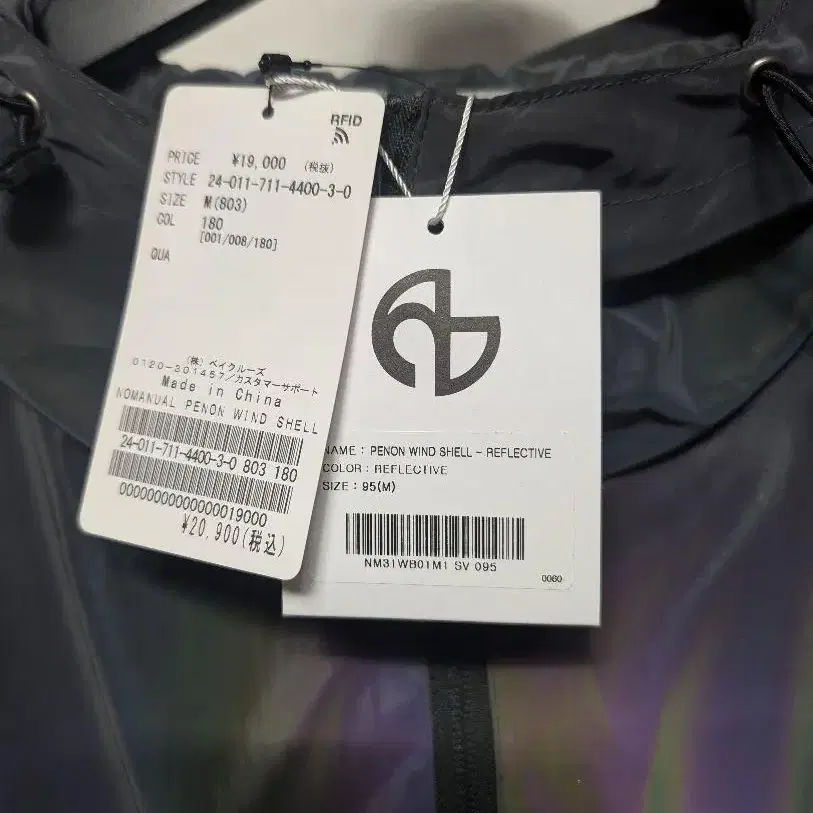 RFID
PRICE ¥19,000 (税抜)
STYLE 24-011-711-4400-3-0
SIZE M(803)
COL 180
[001/008/180]
QUA
(株) ベイクルーズ
0120-301457/カスタマーサポート
Made in China
NOMANUAL PENON WIND SHELL
24-011-711-4400-3-0 803 180
0000000000000019000
¥20,900(税込)
NAME : PENON WIND SHELL - REFLECTIVE
COLOR : REFLECTIVE
SIZE : 95(M)
NM31WB01M1 SV 095
0060